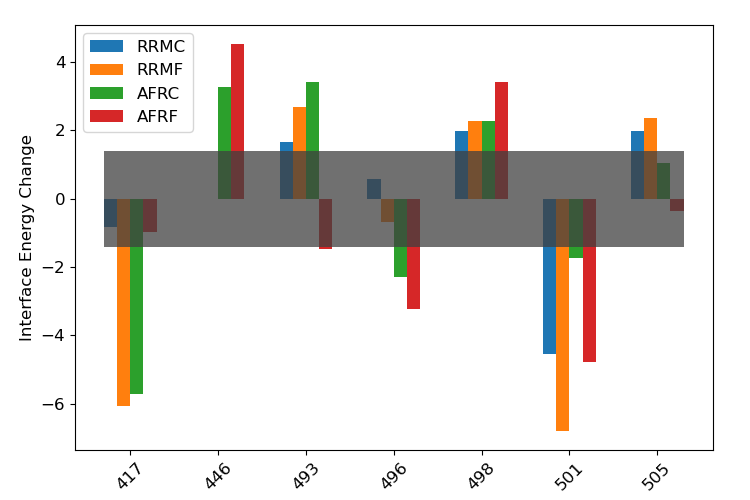 RRMC
RRMF
AFRC
AFRF
Interface Energy Change
4
2
0
−2
−4
−6
417
446
493
496
498
501
505